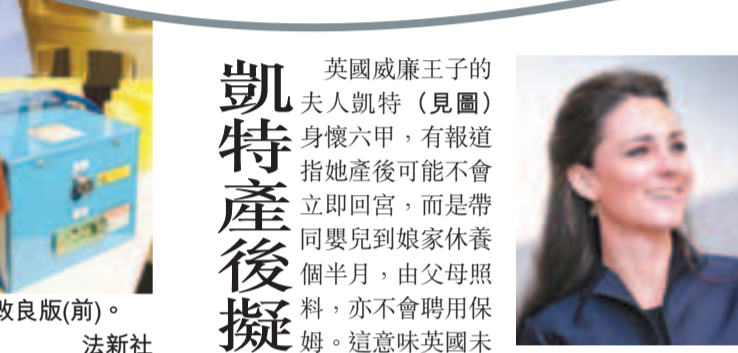 改良版(前)。
法新社
凱特產後擬
英國威廉王子的
夫人凱特（見圖）
身懷六甲，有報道
指她產後可能不會
立即回宮，而是帶
同嬰兒到娘家休養
個半月，由父母照
料，亦不會聘用保
姆。這意味英國未